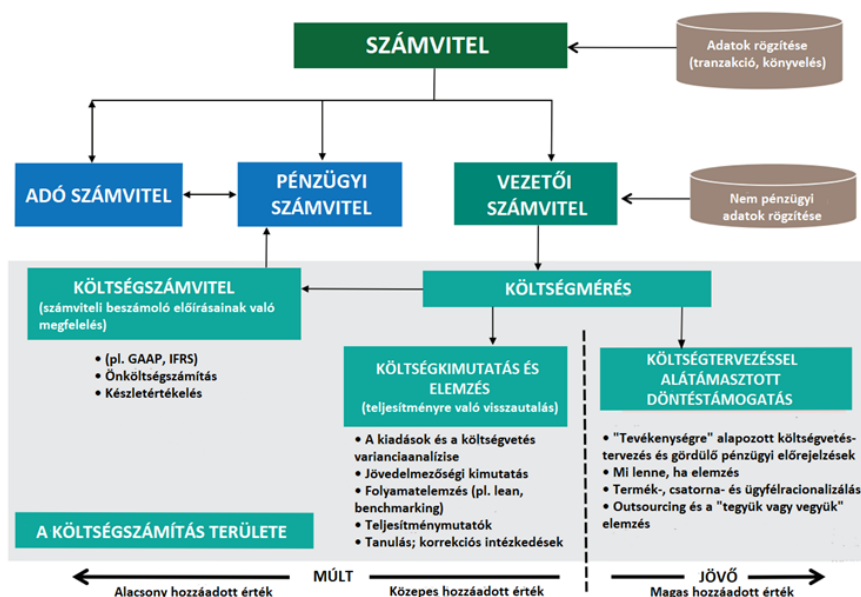 SZÁMVITEL
Adatok rögzítése
(tranzakció, könyvelés)
ADÓ SZÁMVITEL
PÉNZÜGYI
SZÁMVITEL
VEZETŐI
SZÁMVITEL
Nem pénzügyi
adatok rögzítése
KÖLTSÉGSZÁMVITEL
(számviteli beszámoló előírásainak való
megfelelés)
KÖLTSÉGMÉRÉS
• (pl. GAAP, IFRS)
• Önköltségszámítás
• Készletértékelés
KÖLTSÉGKIMUTATÁS ÉS
ELEMZÉS
(teljesítményre való visszautalás)
KÖLTSÉGTERVEZÉSSEL
ALÁTÁMASZTOTT
DÖNTÉSTÁMOGATÁS
• A kiadások és a költségvetés
varianciaanalízise
• Jövedelmezőségi kimutatás
• Folyamatelemzés (pl. lean,
benchmarking)
• Teljesítménymutatók
• Tanulás; korrekciós intézkedések
• "Tevékenységre" alapozott költségvetés-
tervezés és gördülő pénzügyi előrejelzések
• Mi lenne, ha elemzés
• Termék-, csatorna- és ügyfélracionalizálás
• Outsourcing és a "tegyük vagy vegyük"
elemzés
A KÖLTSÉGSZÁMÍTÁS TERÜLETE
MÚLT
JÖVŐ
Alacsony hozzáadott érték
Közepes hozzáadott érték
Magas hozzáadott érték